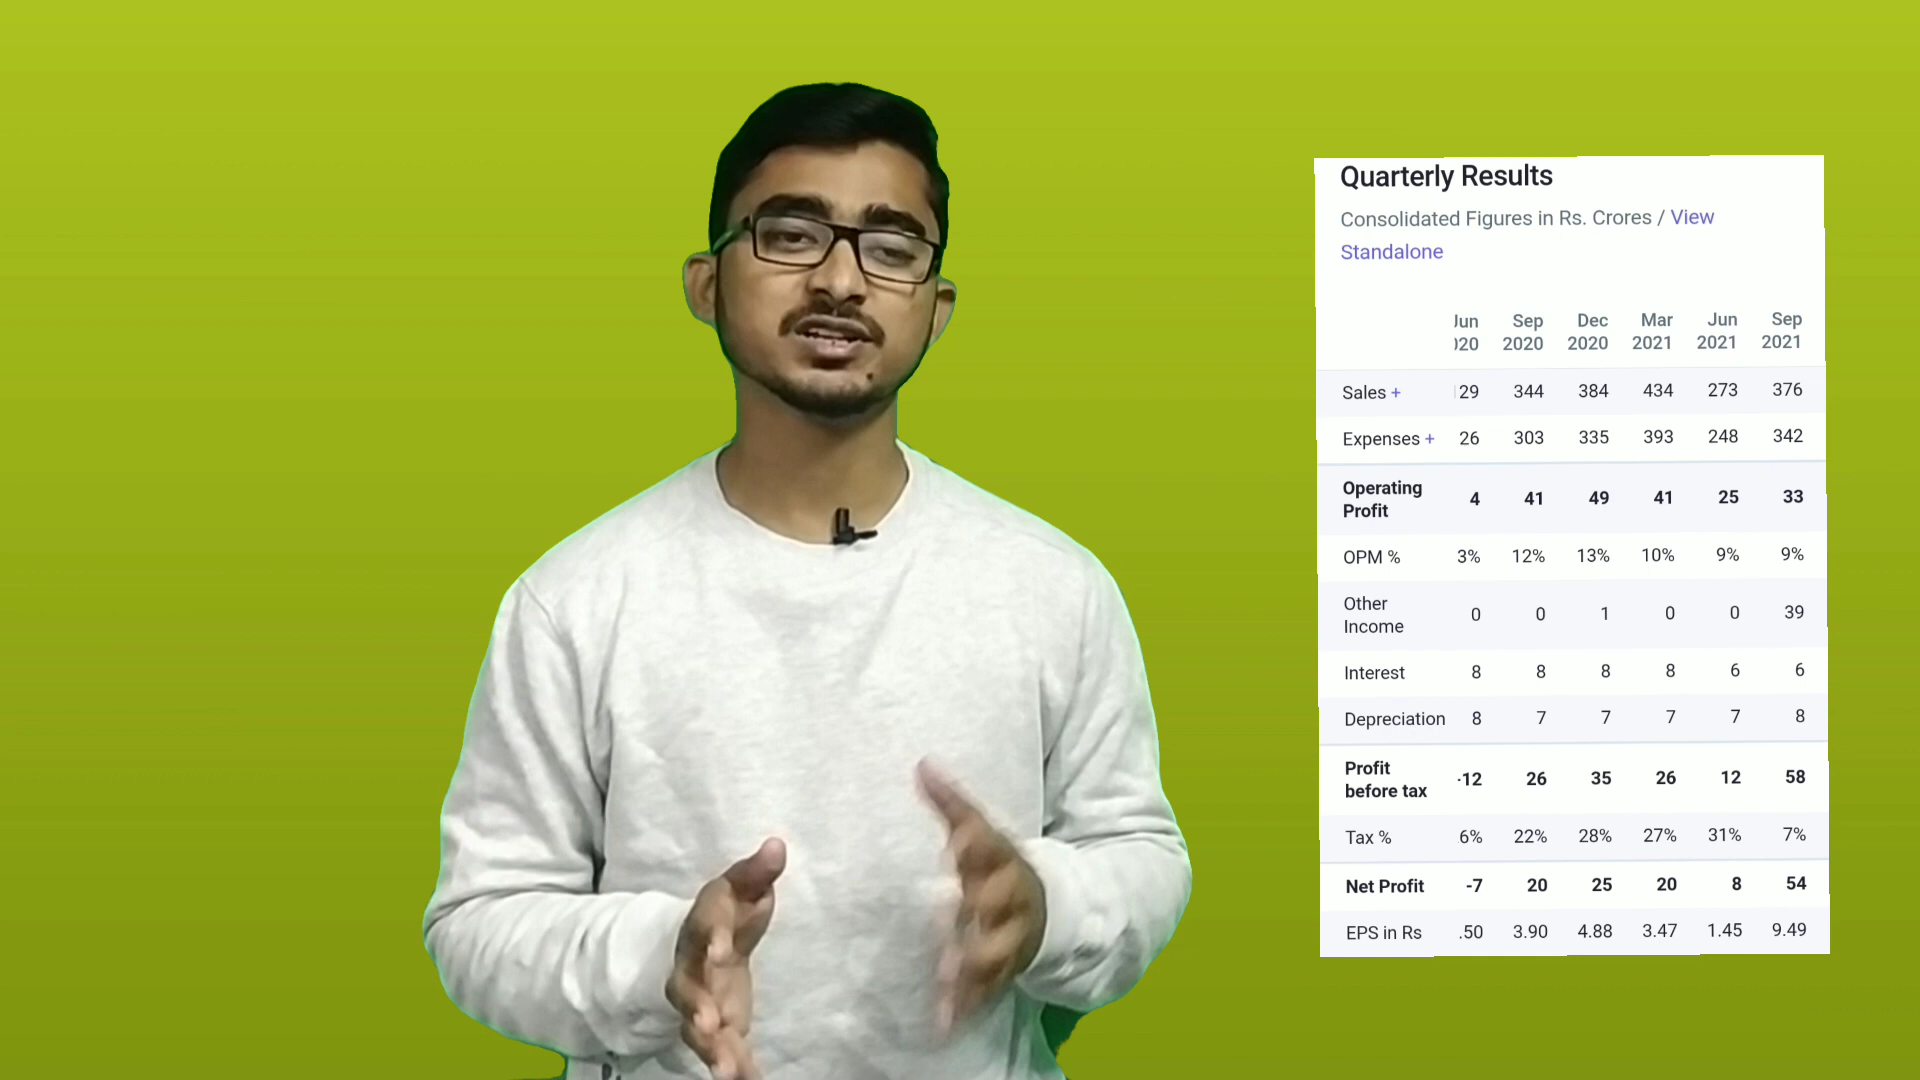 Quarterly Results
Consolidated Figures in Rs. Crores / View
Standalone
Jun Sep Dec Mar Jun Sep
020 2020 2020 2021 2021 2021
Sales + 29 344 384 434 273 376
Expenses + 26 303 335 393 248 342
Operating
Profit 4 41 49 41 25 33
OPM % 3% 12% 13% 10% 9% 9%
Other
Income 0 0 1 0 0 39
Interest 8 8 8 8 6 6
Depreciation 8 7 7 7 7 8
Profit
before tax -12 26 35 26 12 58
Tax % 6% 22% 28% 27% 31% 7%
Net Profit -7 20 25 20 8 54
EPS in Rs .50 3.90 4.88 3.47 1.45 9.49